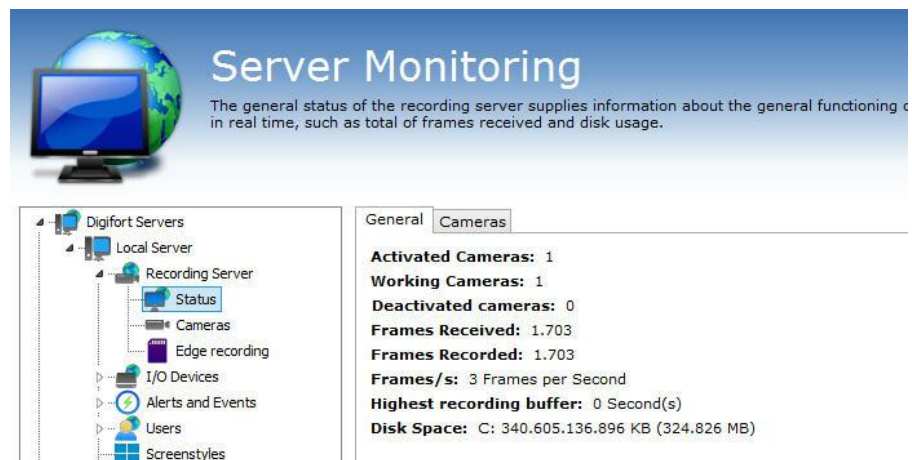 Server Monitoring
The general status of the recording server supplies information about the general functioning
in real time, such as total of frames received and disk usage.
Digifort Servers
Local Server
Recording Server
Status
Cameras
Edge recording
I/O Devices
Alerts and Events
Users
Screenstyles
General Cameras
Activated Cameras: 1
Working Cameras: 1
Deactivated cameras: 0
Frames Received: 1.703
Frames Recorded: 1.703
Frames/s: 3 Frames per Second
Highest recording buffer: 0 Second(s)
Disk Space: C: 340.605.136.896 KB (324.826 MB)